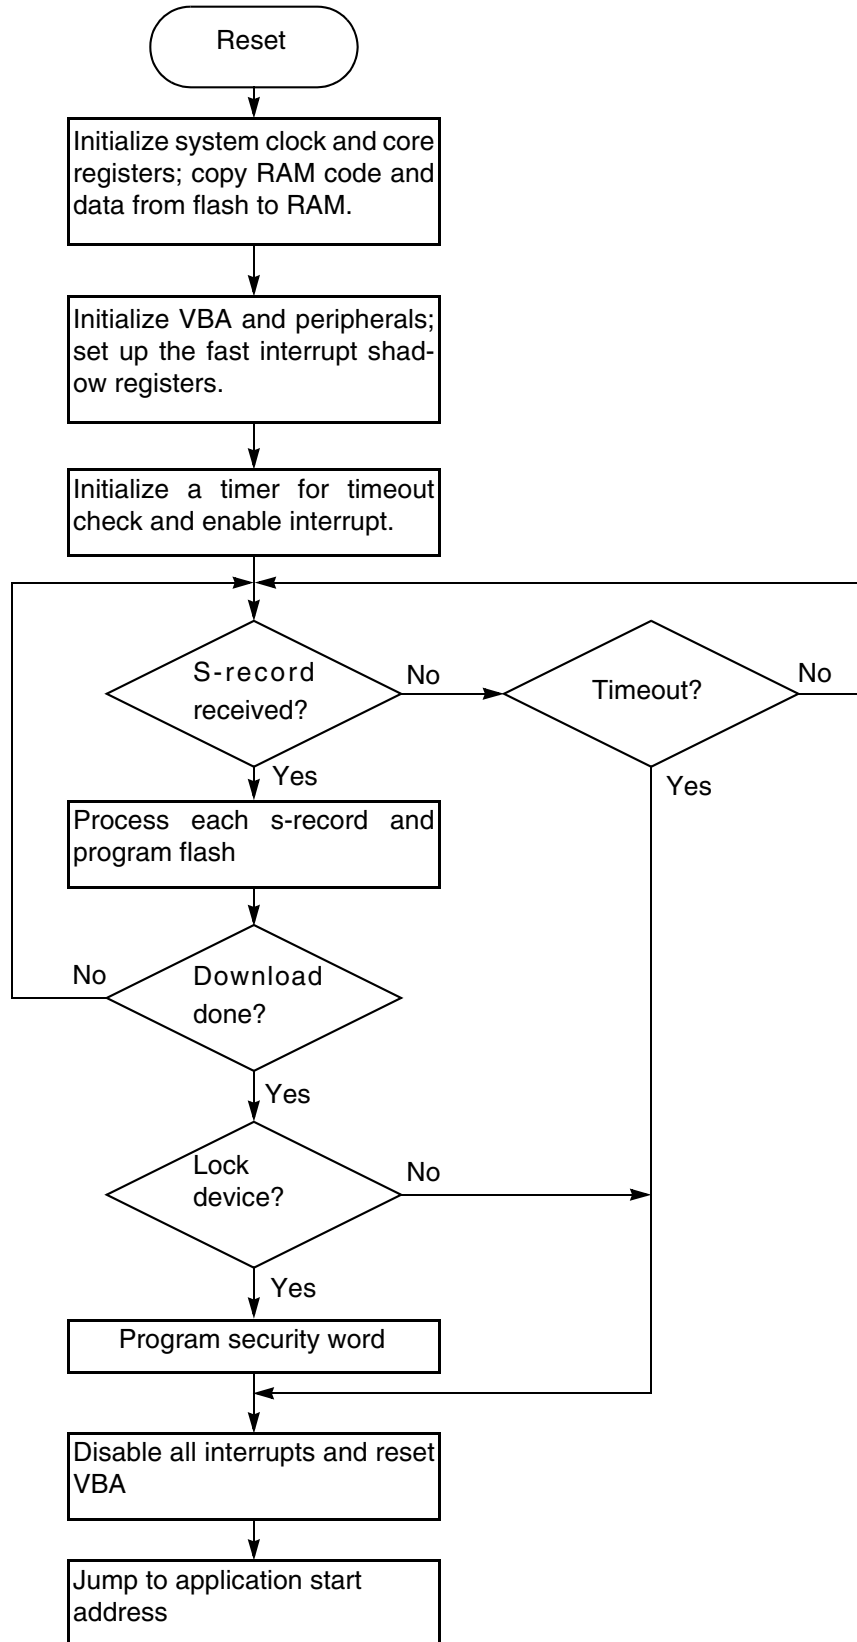 Reset
Initialize system clock and core
registers; copy RAM code and
data from flash to RAM.
Initialize VBA and peripherals;
set up the fast interrupt shad-
ow registers.
Initialize a timer for timeout
check and enable interrupt.
S-record
received?
No
Timeout?
No
Yes
Yes
Process each s-record and
program flash
No
Download
done?
Yes
Lock
device?
No
Yes
Program security word
Disable all interrupts and reset
VBA
Jump to application start
address